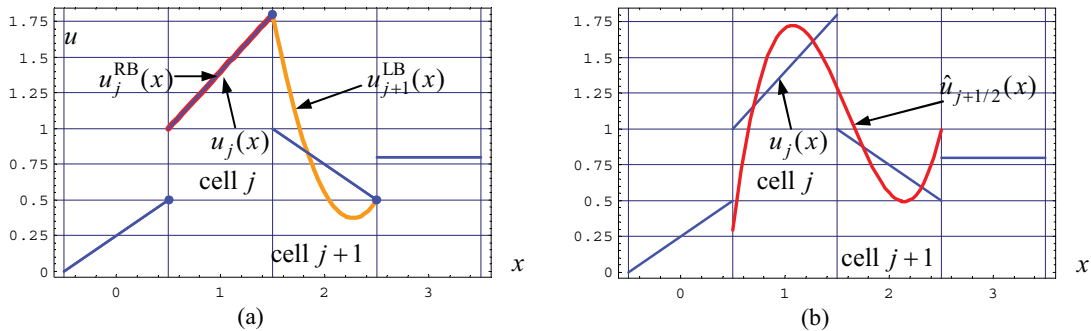 1.75
u
1.5
u_j^{RB}(x)
u_{j+1}^{LB}(x)
1.25
1
u_j(x)
0.75
cell j
0.5
0.25
cell j+1
0
x
0 1 2 3
(a)
1.75
1.5
û_{j+1/2}(x)
1.25
1
u_j(x)
0.75
cell j
0.5
0.25
cell j+1
0
x
0 1 2 3
(b)